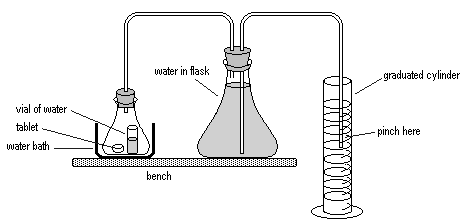 water in flask
graduated cylinder
vial of water
tablet
pinch here
water bath
bench